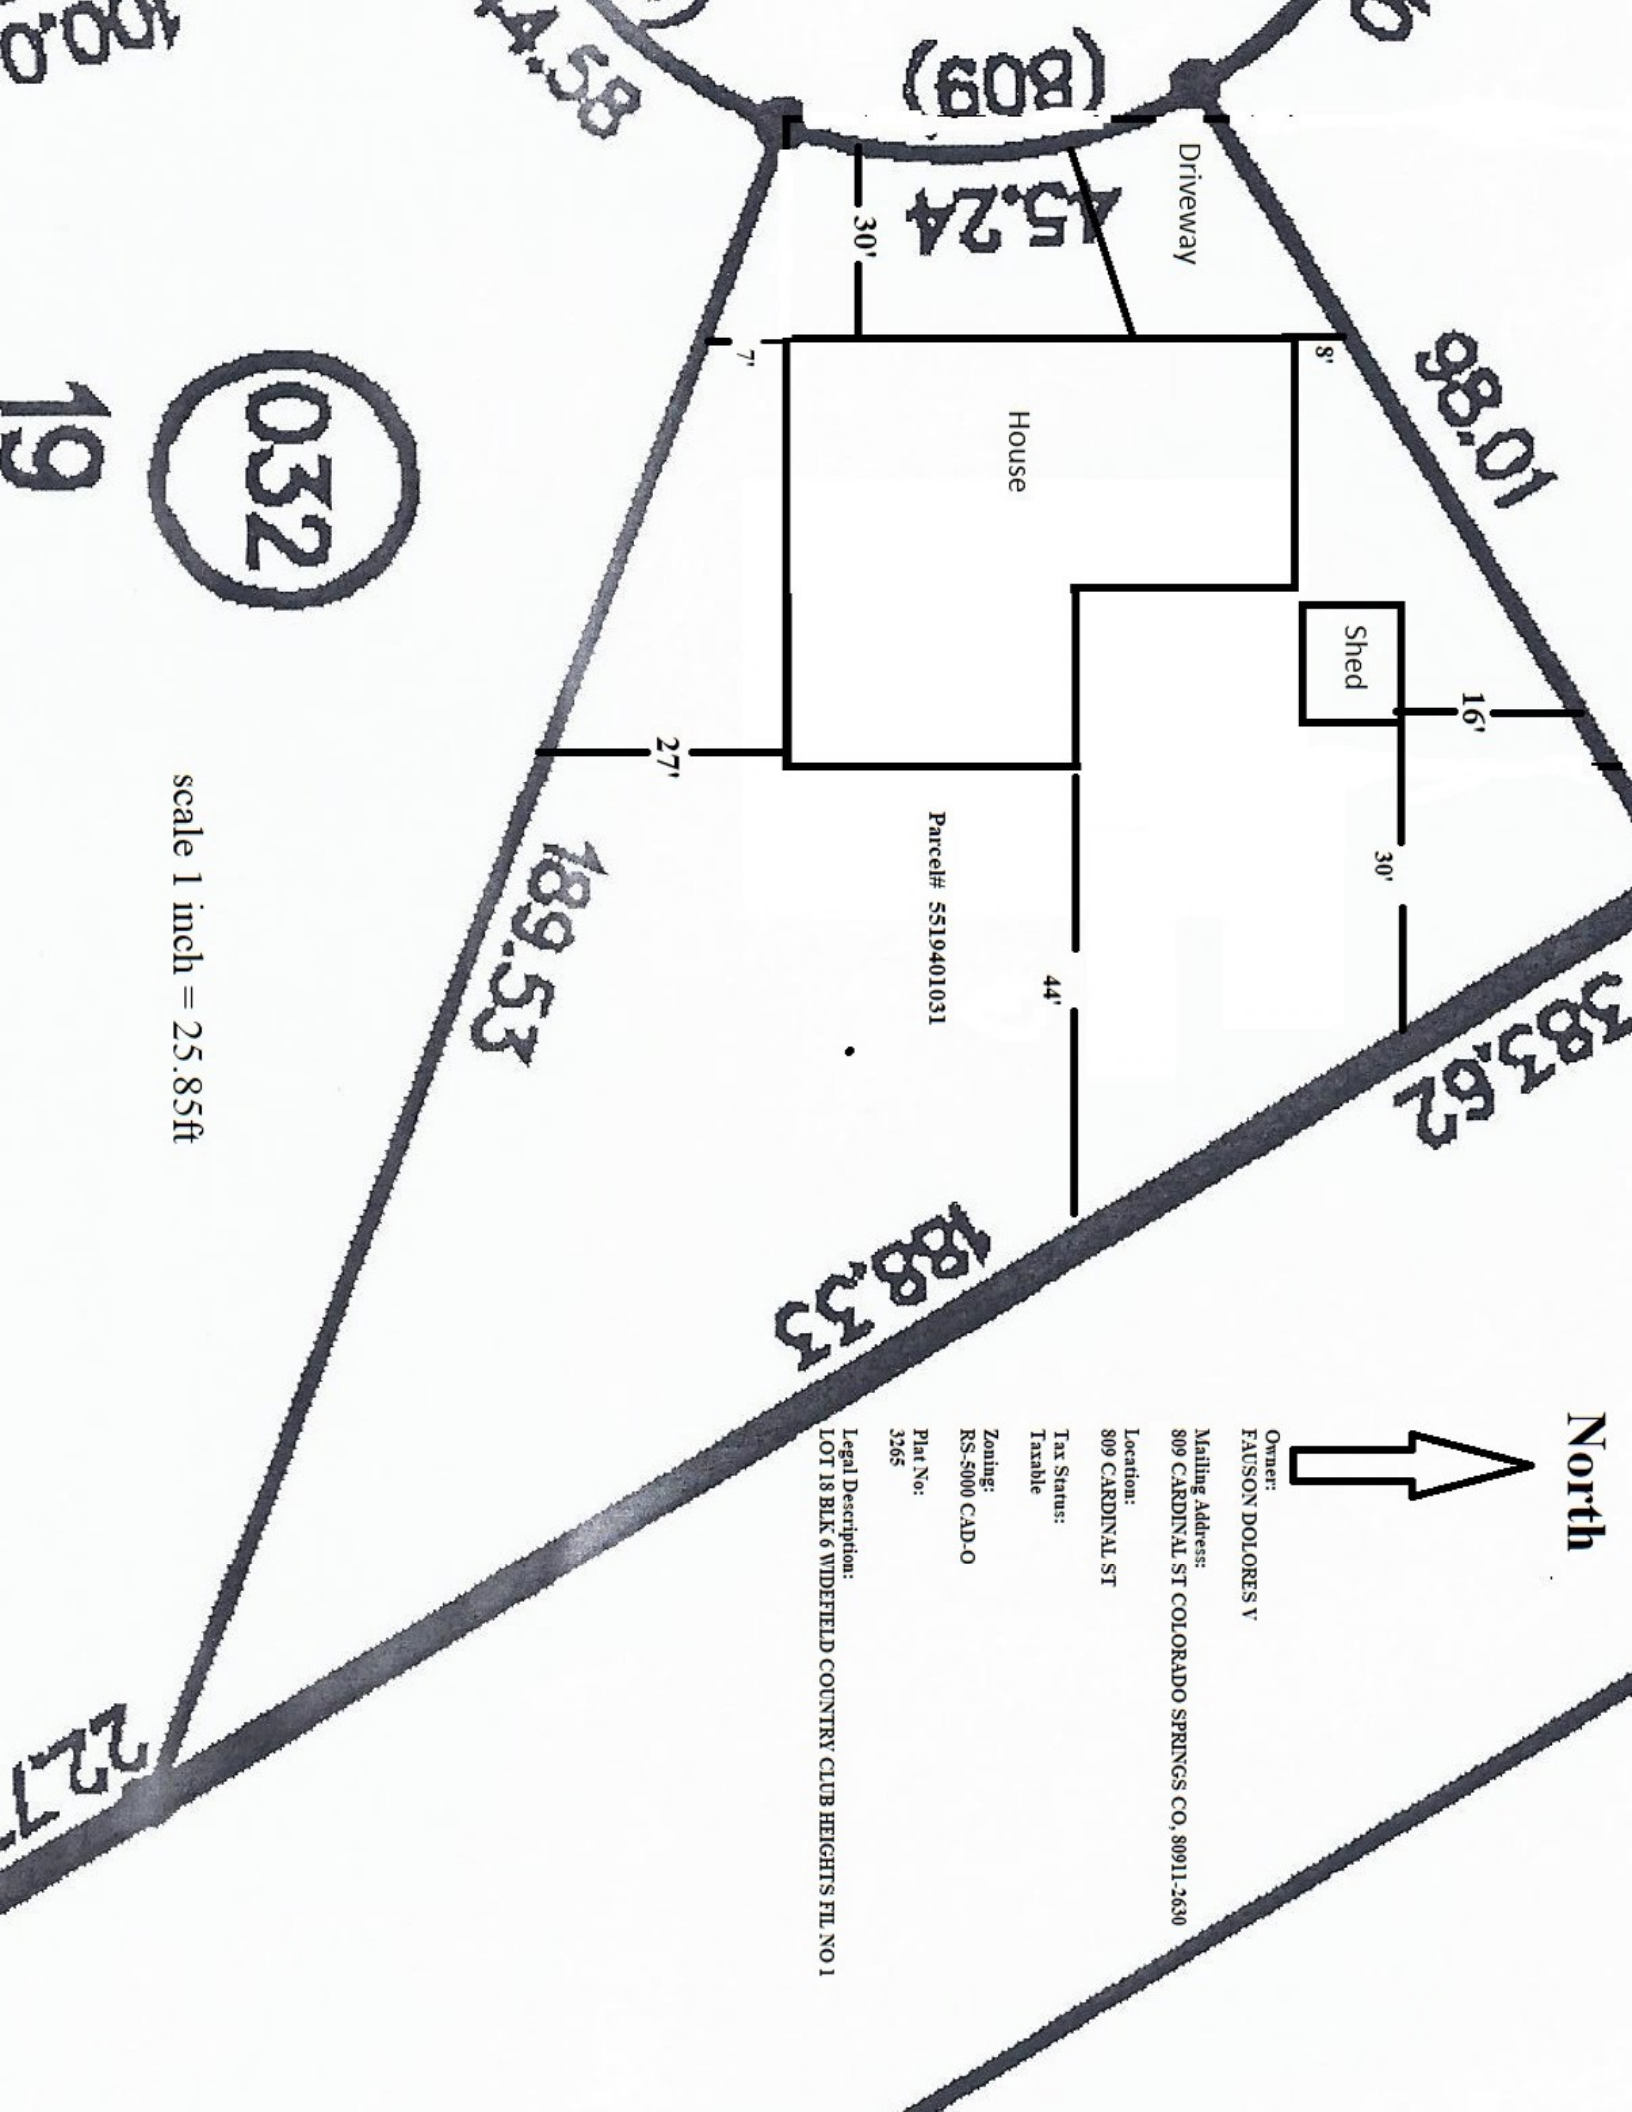 North
Owner:
FAUSON DOLORES V
Mailing Address:
809 CARDINAL ST COLORADO SPRINGS CO, 80911-2630
Location:
809 CARDINAL ST
Tax Status:
Taxable
Zoning:
RS-5000 CAD-O
Plat No:
3265
Legal Description:
LOT 18 BLK 6 WIDEFIELD COUNTRY CLUB HEIGHTS FIL NO 1
98.01
16'
Shed
30'
383.62
8'
Driveway
(809)
45.24
30'
House
44'
Parcel# 5519401031
188.33
7'
27'
189.53
032
19
scale 1 inch = 25.85ft